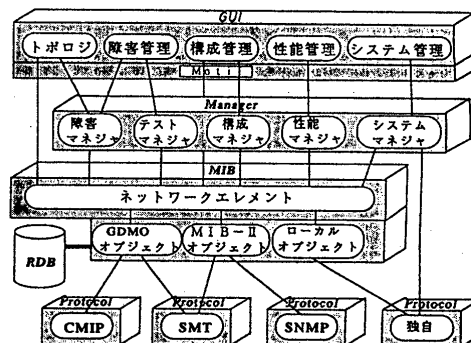 GUI
トポロジ
障害管理
構成管理
性能管理
システム管理
Motif
Manager
障害
マネジャ
テスト
マネジャ
構成
マネジャ
性能
マネジャ
システム
マネジャ
MIB
ネットワークエレメント
GDMO
オブジェクト
MIB-Ⅱ
オブジェクト
ローカル
オブジェクト
RDB
Protocol
CMIP
Protocol
SMT
Protocol
SNMP
Protocol
独自